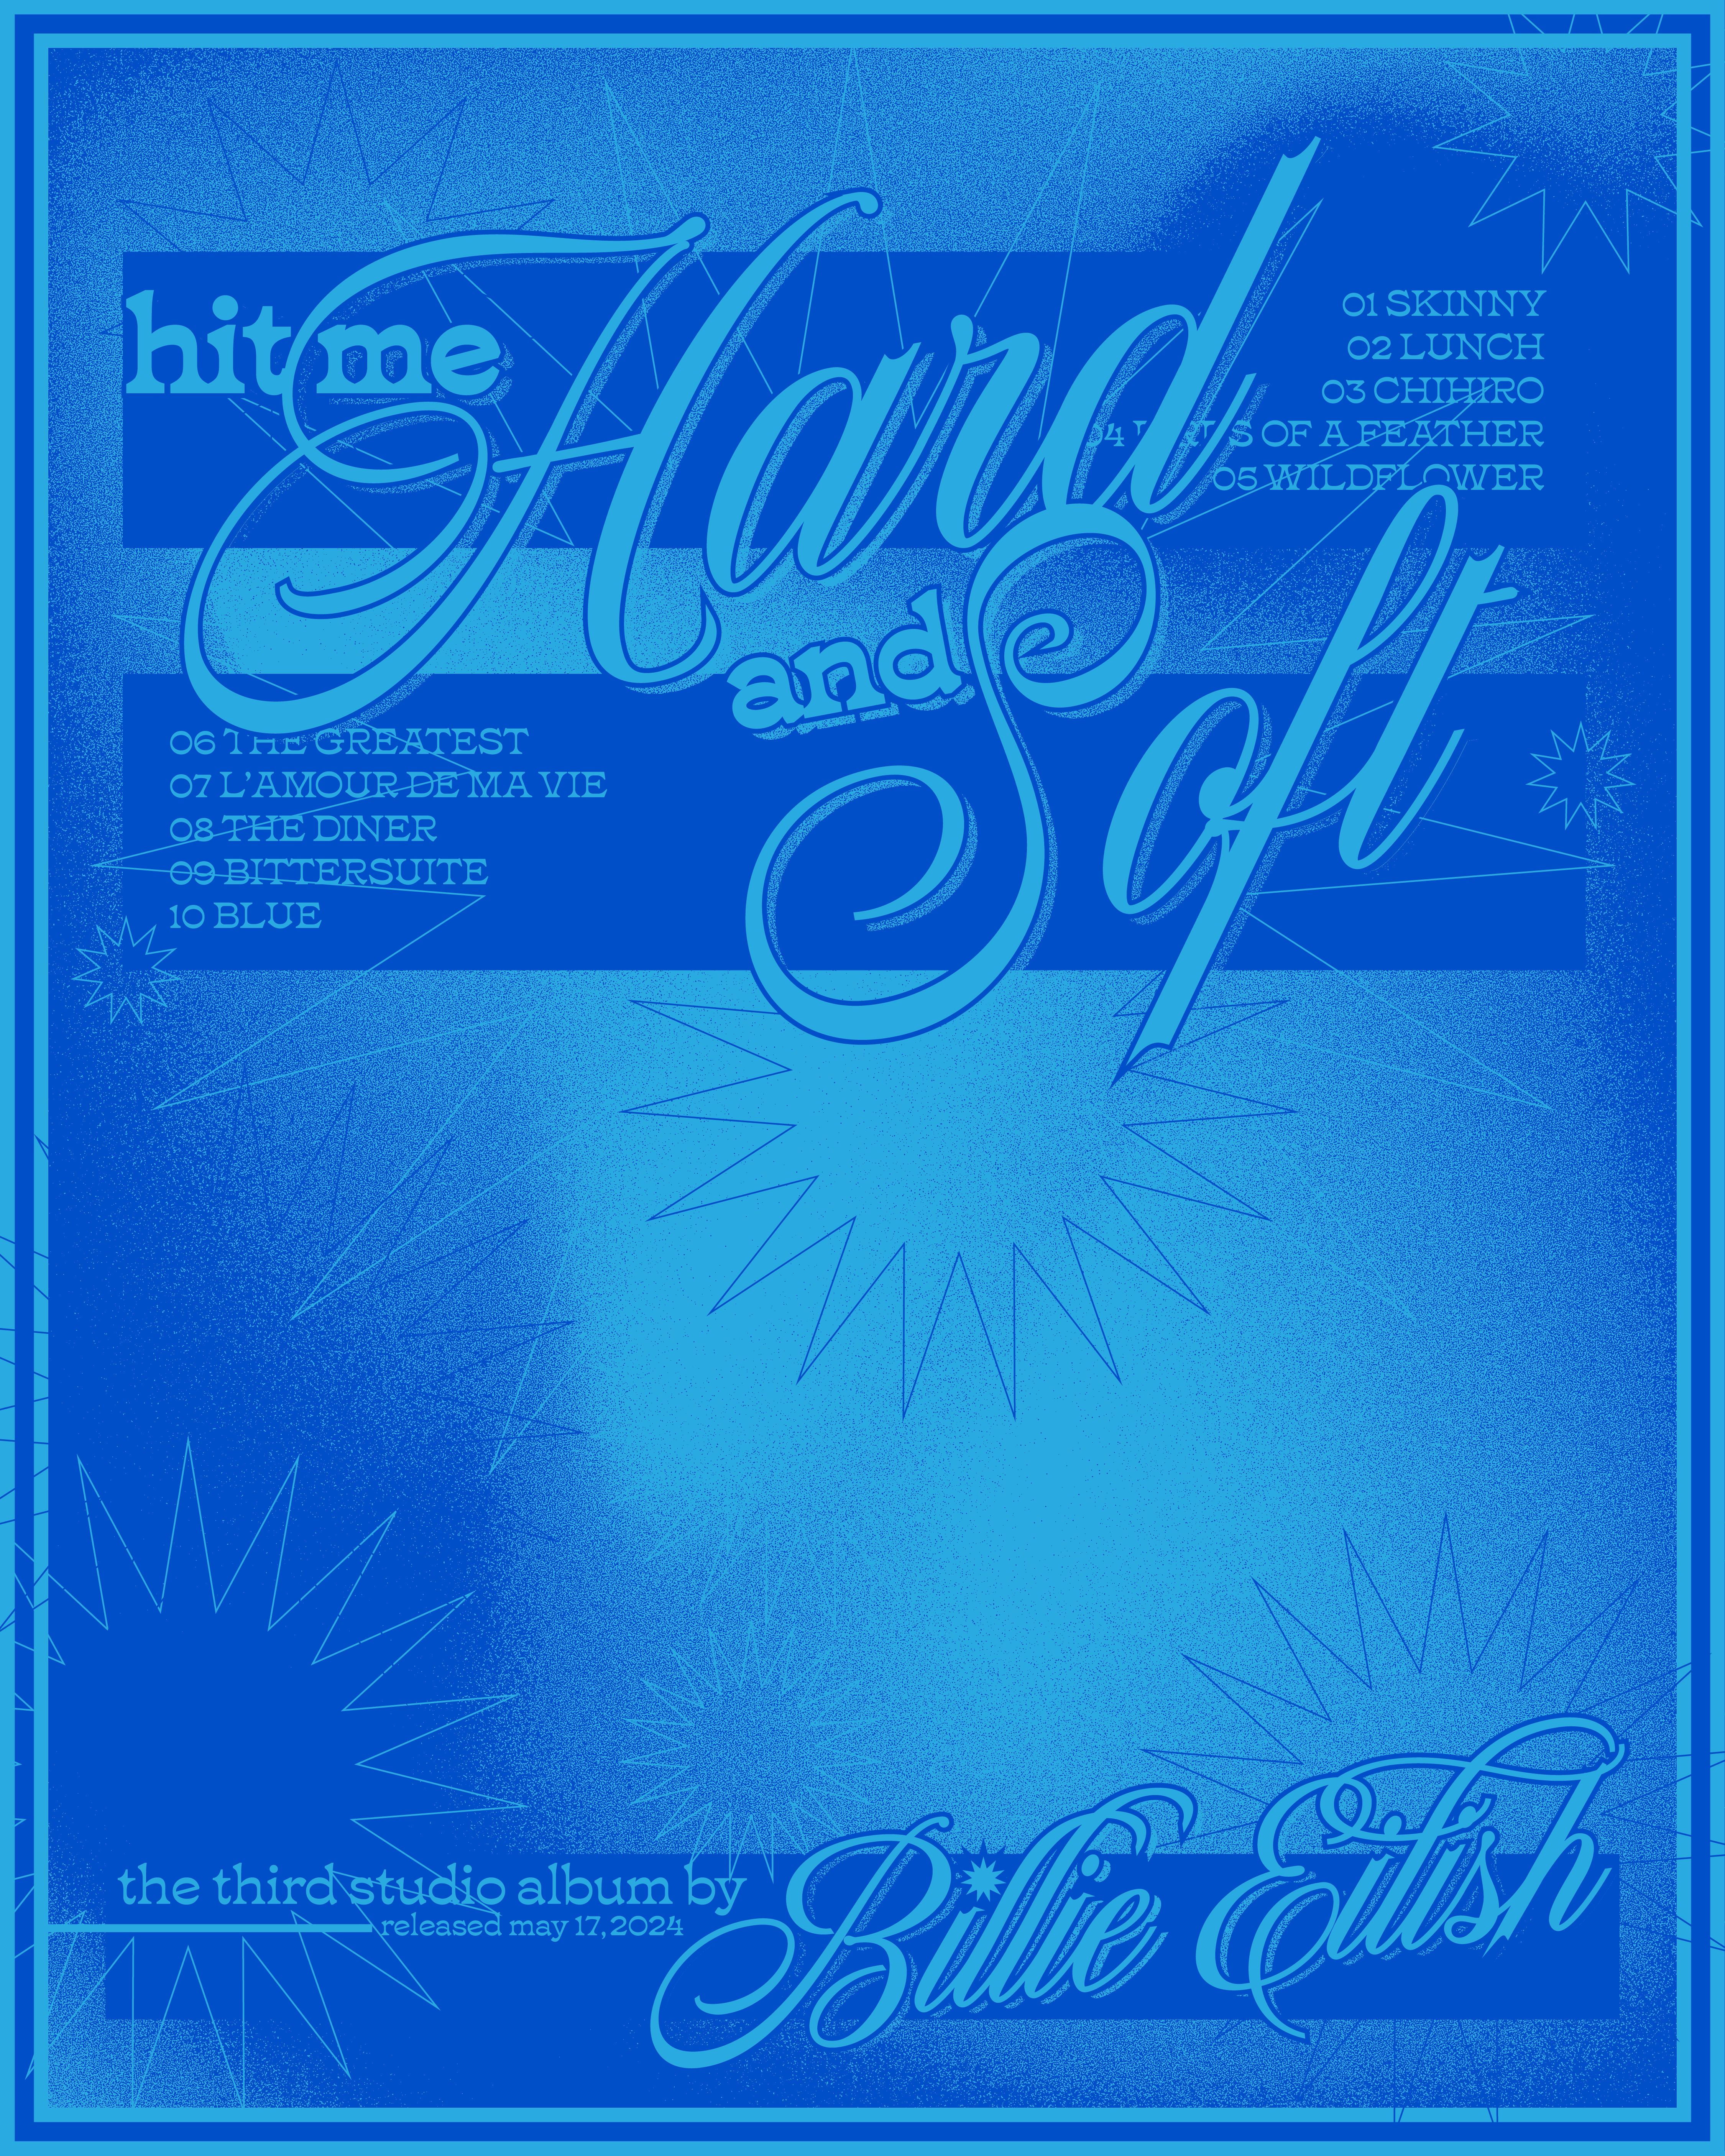 hit me Hard
01 SKINNY
02 LUNCH
03 CHIHIRO
04 BIRDS OF A FEATHER
05 WILDFLOWER
and Soft
06 THE GREATEST
07 L'AMOUR DE MA VIE
08 THE DINER
09 BITTERSUITE
10 BLUE
the third studio album by Billie Eilish
released may 17, 2024